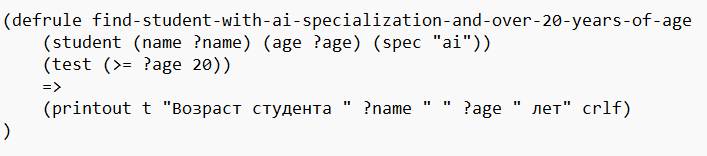 (defrule find-student-with-ai-specialization-and-over-20-years-of-age
(student (name ?name) (age ?age) (spec "ai"))
(test (>= ?age 20))
=>
(printout t "Возраст студента " ?name " " ?age " лет" crlf)
)